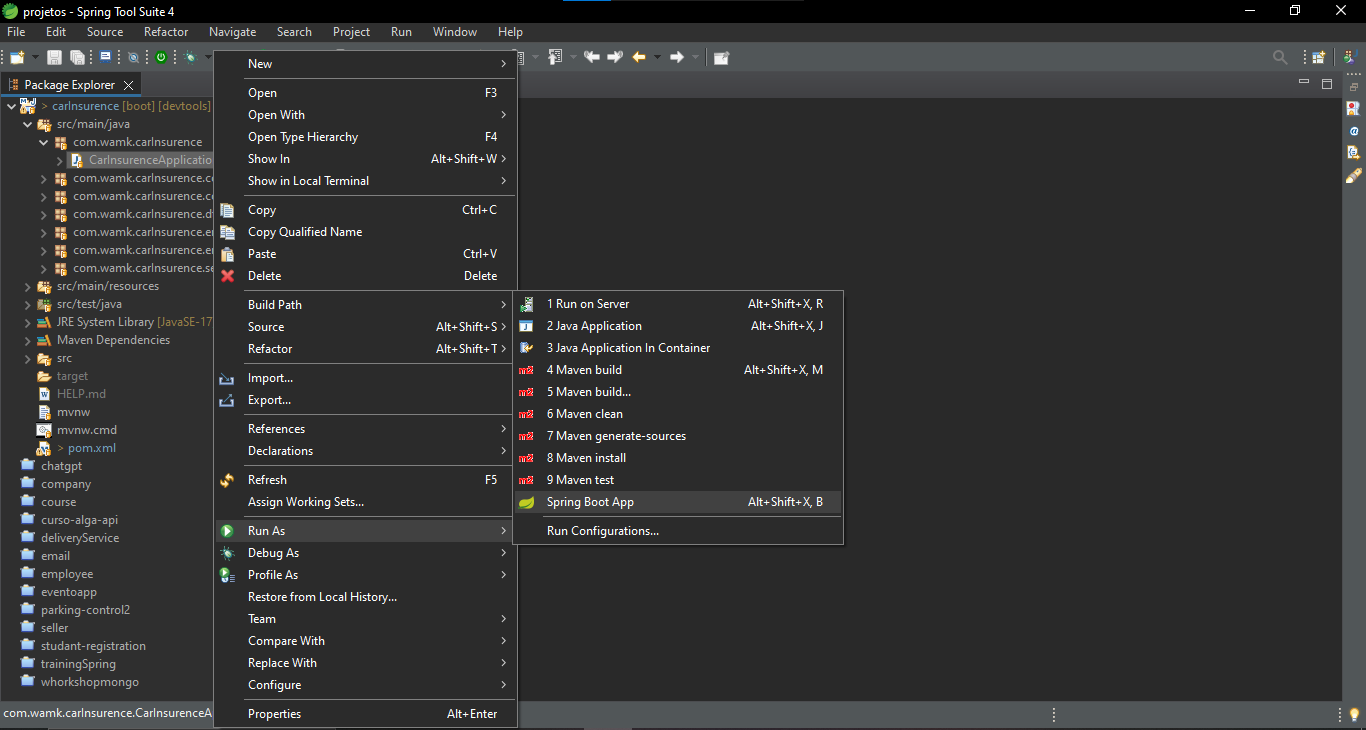 projetos - Spring Tool Suite 4
File Edit Source Refactor Navigate Search Project Run Window Help
Package Explorer
> carInsurence [boot] [devtools]
src/main/java
com.wamk.carInsurence
CarInsurenceApplicatio
com.wamk.carInsurence.c
com.wamk.carInsurence.c
com.wamk.carInsurence.d
com.wamk.carInsurence.e
com.wamk.carInsurence.e
com.wamk.carInsurence.se
src/main/resources
src/test/java
JRE System Library [JavaSE-17
Maven Dependencies
src
target
HELP.md
mvnw
mvnw.cmd
> pom.xml
chatgpt
company
course
curso-alga-api
deliveryService
email
employee
eventoapp
parking-control2
seller
studant-registration
trainingSpring
whorkshopmongo
com.wamk.carInsurence.CarInsurenceA
New
Open F3
Open With
Open Type Hierarchy F4
Show In Alt+Shift+W
Show in Local Terminal
Copy Ctrl+C
Copy Qualified Name
Paste Ctrl+V
Delete Delete
Build Path
Source Alt+Shift+S
Refactor Alt+Shift+T
Import...
Export...
References
Declarations
Refresh F5
Assign Working Sets...
Run As
Debug As
Profile As
Restore from Local History...
Team
Compare With
Replace With
Configure
Properties Alt+Enter
1 Run on Server Alt+Shift+X, R
2 Java Application Alt+Shift+X, J
3 Java Application In Container
4 Maven build Alt+Shift+X, M
5 Maven build...
6 Maven clean
7 Maven generate-sources
8 Maven install
9 Maven test
Spring Boot App Alt+Shift+X, B
Run Configurations...